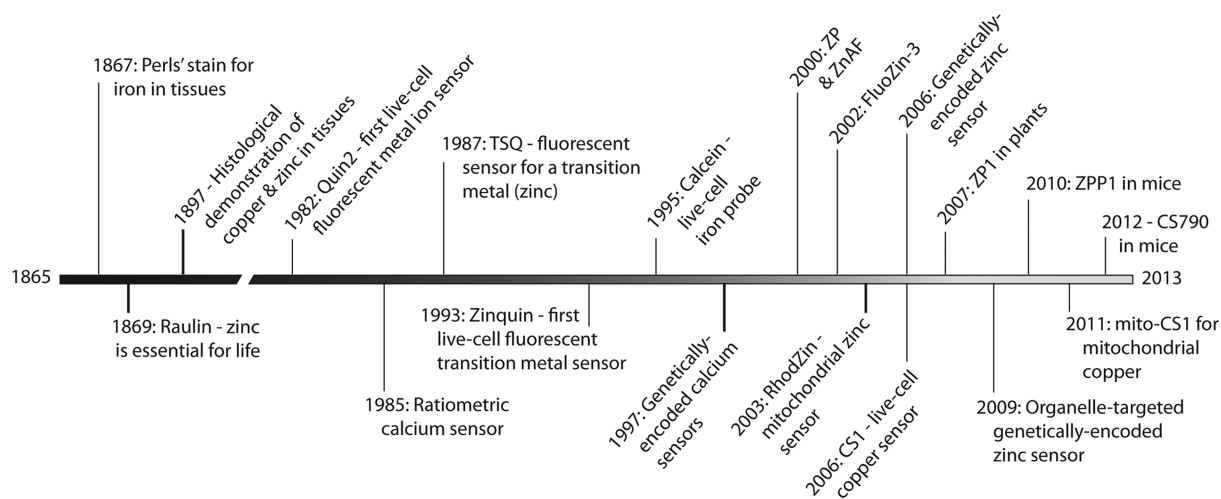 1867: Perls' stain for
iron in tissues
1897 - Histological
demonstration of
copper & zinc in tissues
1982: Quin2 - first live-cell
fluorescent metal ion sensor
1987: TSQ - fluorescent
sensor for a transition
metal (zinc)
1995: Calcein -
live-cell
iron probe
2000: ZP
& ZnAF
2002: FluoZin-3
2006: Genetically-
encoded zinc
sensor
2007: ZP1 in plants
2010: ZPP1 in mice
2012 - CS790
in mice
1865
2013
1869: Raulin - zinc
is essential for life
1985: Ratiometric
calcium sensor
1993: Zinquin - first
live-cell fluorescent
transition metal sensor
1997: Genetically-
encoded calcium
sensors
2003: RhodZin -
mitochondrial zinc
sensor
2006: CS1 - live-cell
copper sensor
2009: Organelle-targeted
genetically-encoded
zinc sensor
2011: mito-CS1 for
mitochondrial
copper